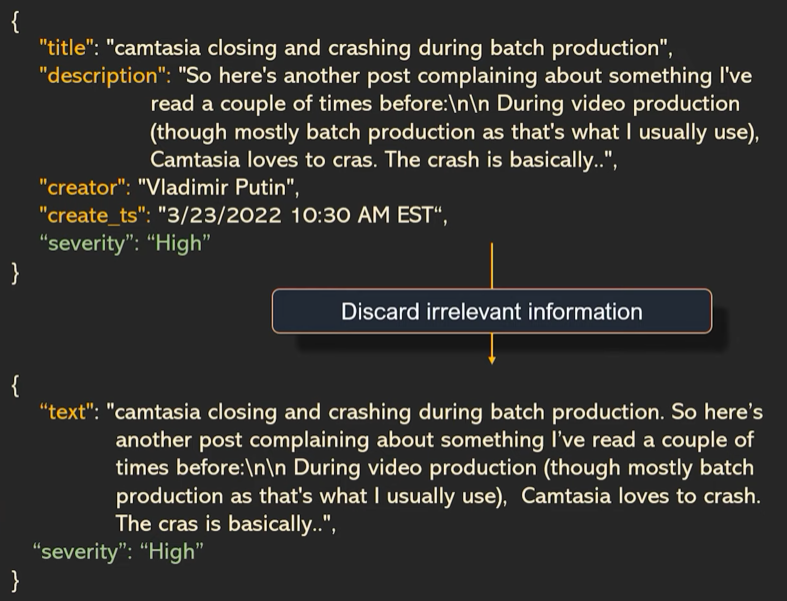 {
"title": "camtasia closing and crashing during batch production",
"description": "So here's another post complaining about something I've
read a couple of times before:\n\n During video production
(though mostly batch production as that's what I usually use),
Camtasia loves to cras. The crash is basically..",
"creator": "Vladimir Putin",
"create_ts": "3/23/2022 10:30 AM EST“,
“severity”: “High”
}
Discard irrelevant information
{
“text": "camtasia closing and crashing during batch production. So here’s
another post complaining about something I’ve read a couple of
times before:\n\n During video production (though mostly batch
production as that's what I usually use),  Camtasia loves to crash.
The cras is basically..",
“severity”: “High”
}